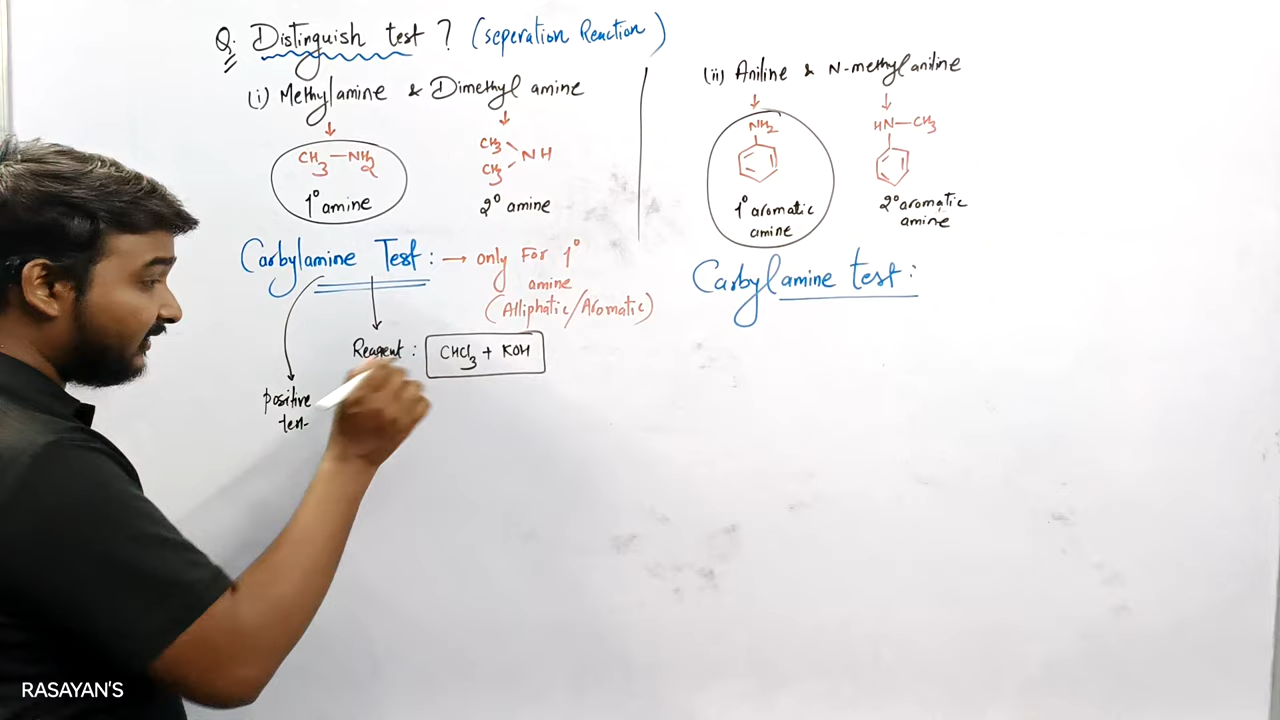 Q. Distinguish test ? (seperation Reaction)
(i) Methylamine & Dimethyl amine
CH3—NH2
1° amine
CH3
CH3
NH
2° amine
Carbylamine Test : → only For 1°
amine
(Alliphatic/Aromatic)
Reagent : CHCl3 + KOH
positive
tes
(ii) Aniline & N-methylaniline
NH2
1° aromatic
amine
HN—CH3
2° aromatic
amine
Carbylamine test :
RASAYAN'S